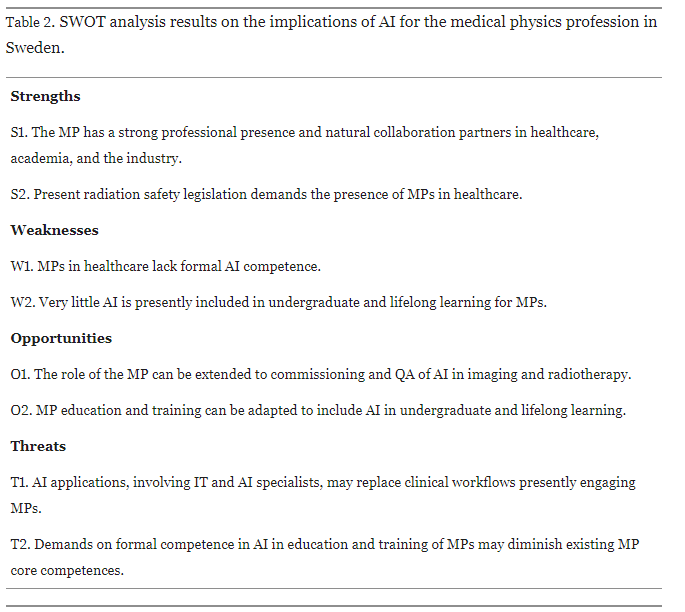 Table 2. SWOT analysis results on the implications of AI for the medical physics profession in
Sweden.
Strengths
S1. The MP has a strong professional presence and natural collaboration partners in healthcare,
academia, and the industry.
S2. Present radiation safety legislation demands the presence of MPs in healthcare.
Weaknesses
W1. MPs in healthcare lack formal AI competence.
W2. Very little AI is presently included in undergraduate and lifelong learning for MPs.
Opportunities
O1. The role of the MP can be extended to commissioning and QA of AI in imaging and radiotherapy.
O2. MP education and training can be adapted to include AI in undergraduate and lifelong learning.
Threats
T1. AI applications, involving IT and AI specialists, may replace clinical workflows presently engaging
MPs.
T2. Demands on formal competence in AI in education and training of MPs may diminish existing MP
core competences.